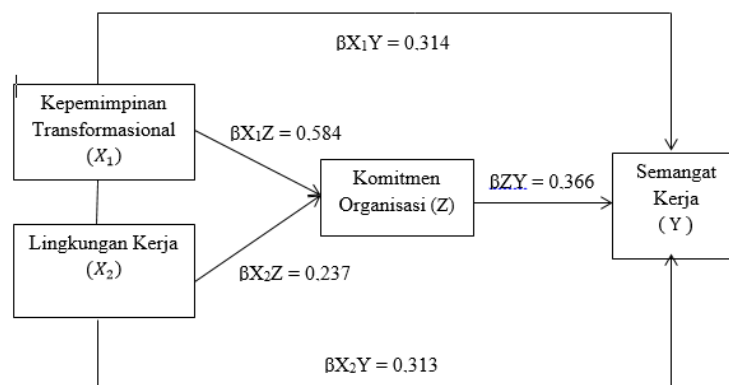 βX₁Y = 0.314
Kepemimpinan
Transformasional
(X₁)
βX₁Z = 0.584
Komitmen
Organisasi (Z)
βZY = 0.366
Semangat
Kerja
( Y )
Lingkungan Kerja
(X₂)
βX₂Z = 0.237
βX₂Y = 0.313